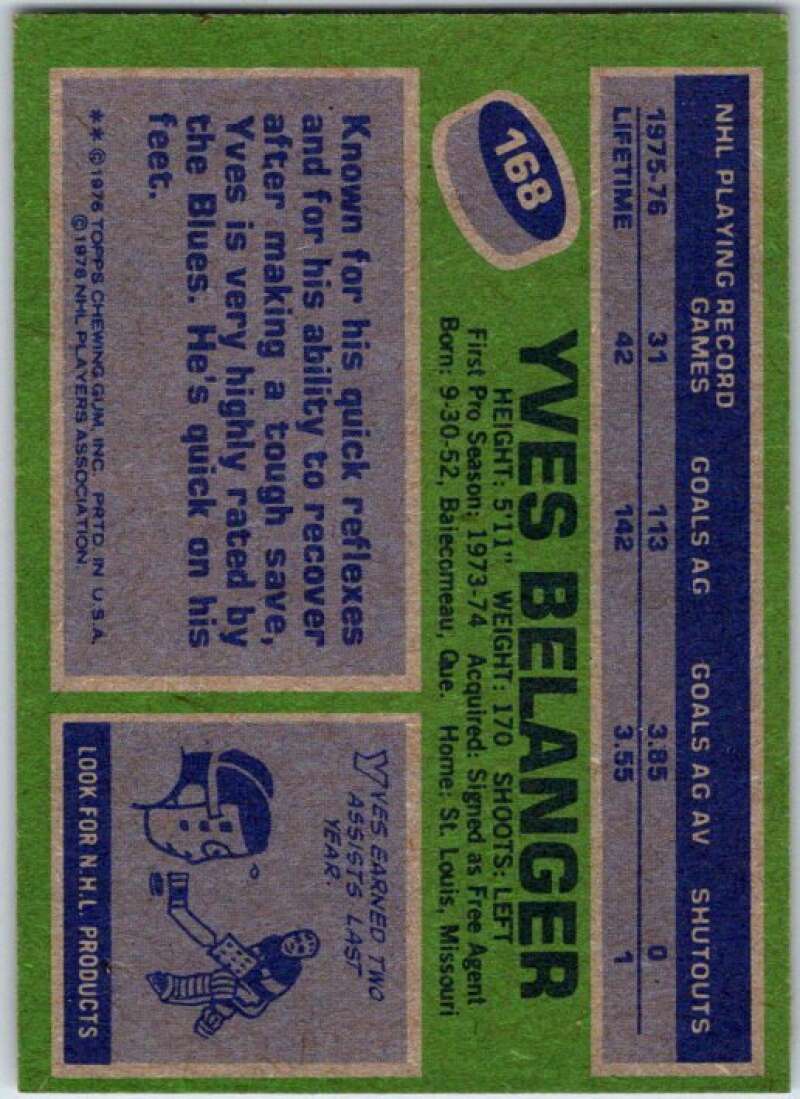 NHL PLAYING RECORD
GAMES GOALS AG GOALS AG AV SHUTOUTS
1975-76 31 113 3.85 0
LIFETIME 42 142 3.55 1
168
YVES BELANGER
HEIGHT: 5'11" WEIGHT: 170 SHOOTS: LEFT
First Pro Season: 1973-74 Acquired: Signed as Free Agent
Born: 9-30-52, Baiecomeau, Que. Home: St. Louis, Missouri
Known for his quick reflexes
and for his ability to recover
after making a tough save,
Yves is very highly rated by
the Blues. He's quick on his
feet.
** © 1976 TOPPS CHEWING GUM, INC. PRTD. IN U.S.A.
© 1976 NHL PLAYERS ASSOCIATION.
YVES EARNED TWO
ASSISTS LAST
YEAR.
LOOK FOR N.H.L. PRODUCTS